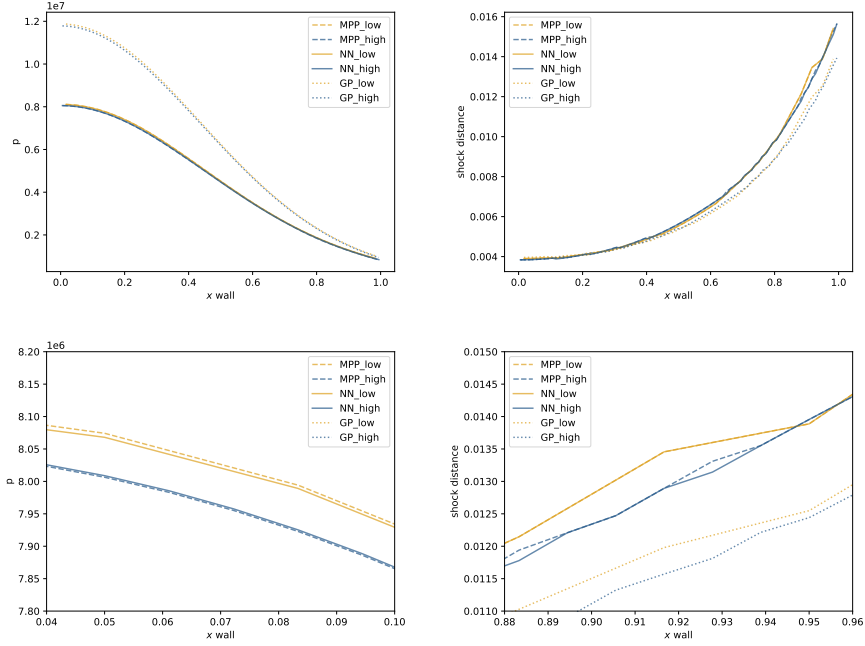 1e7
1.2
1.0
0.8
0.6
0.4
0.2
p
0.0 0.2 0.4 0.6 0.8 1.0
x wall
MPP_low
MPP_high
NN_low
NN_high
GP_low
GP_high
0.016
0.014
0.012
0.010
0.008
0.006
0.004
shock distance
0.0 0.2 0.4 0.6 0.8 1.0
x wall
MPP_low
MPP_high
NN_low
NN_high
GP_low
GP_high
1e6
8.20
8.15
8.10
8.05
8.00
7.95
7.90
7.85
7.80
p
0.04 0.05 0.06 0.07 0.08 0.09 0.10
x wall
MPP_low
MPP_high
NN_low
NN_high
GP_low
GP_high
0.0150
0.0145
0.0140
0.0135
0.0130
0.0125
0.0120
0.0115
0.0110
shock distance
0.88 0.89 0.90 0.91 0.92 0.93 0.94 0.95 0.96
x wall
MPP_low
MPP_high
NN_low
NN_high
GP_low
GP_high